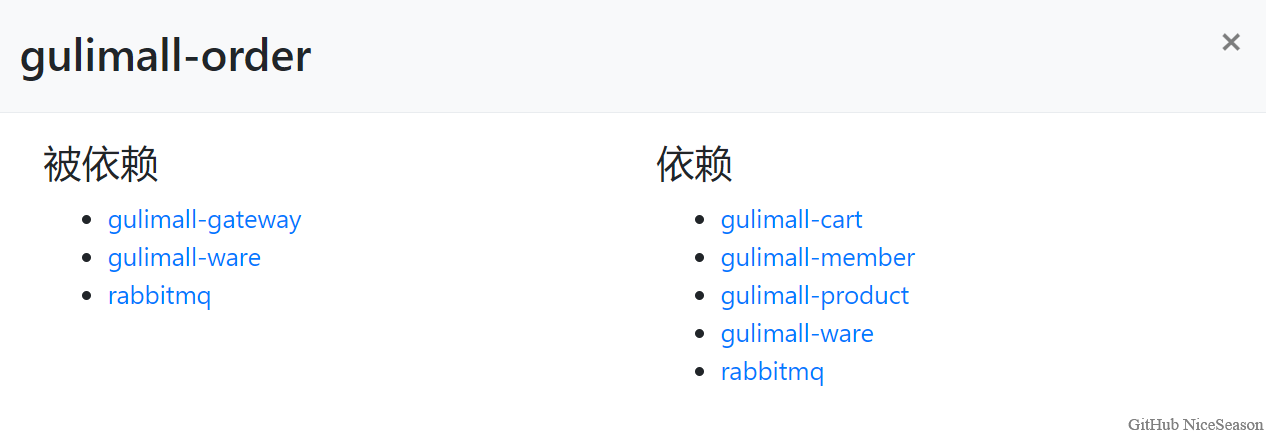 gulimall-order
×
被依赖
gulimall-gateway
gulimall-ware
rabbitmq
依赖
gulimall-cart
gulimall-member
gulimall-product
gulimall-ware
rabbitmq
GitHub NiceSeason